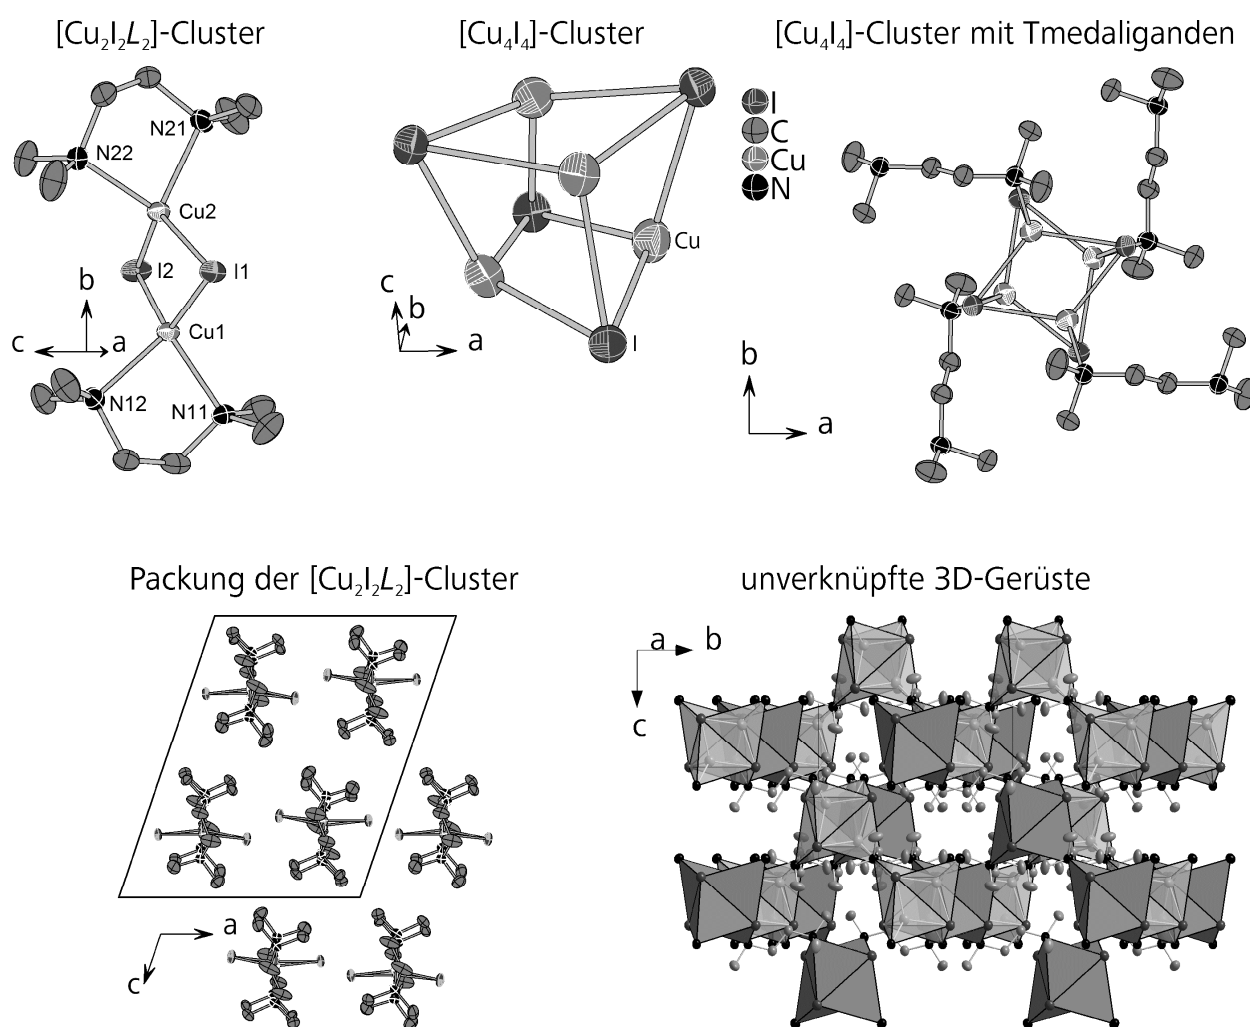 [Cu₂I₂L₂]-Cluster
[Cu₄I₄]-Cluster
[Cu₄I₄]-Cluster mit Tmedaliganden
N21
N22
Cu2
I2
I1
Cu1
N12
N11
b
c
a
Cu
I
c
b
a
I
C
Cu
N
b
a
Packung der [Cu₂I₂L₂]-Cluster
unverknüpfte 3D-Gerüste
a
c
a
b
c